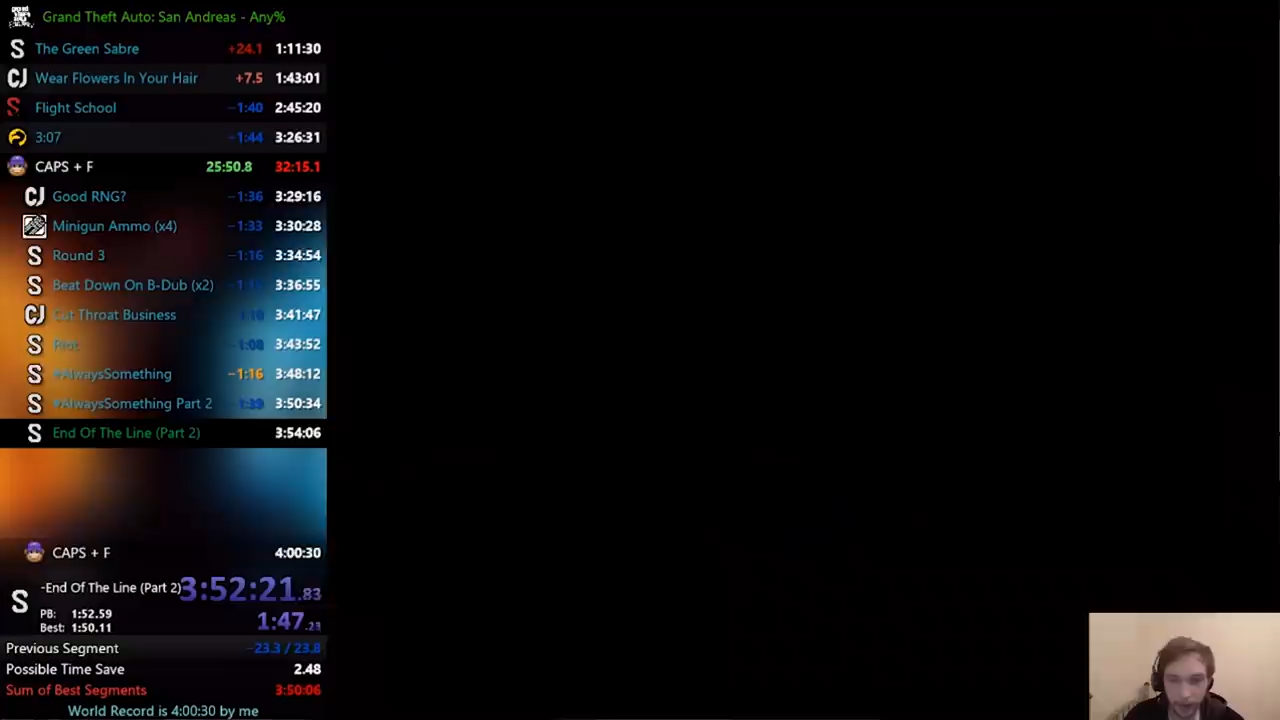 Grand Theft Auto: San Andreas - Any%
The Green Sabre +24.1 1:11:30
Wear Flowers In Your Hair +7.5 1:43:01
Flight School −1:40 2:45:20
3:07 −1:44 3:26:31
CAPS + F 25:50.8 32:15.1
Good RNG? −1:36 3:29:16
Minigun Ammo (x4) −1:33 3:30:28
Round 3 −1:16 3:34:54
Beat Down On B-Dub (x2) 3:36:55
Cut Throat Business 3:41:47
Riot −1:08 3:43:52
#AlwaysSomething −1:16 3:48:12
#AlwaysSomething Part 2 −1:39 3:50:34
End Of The Line (Part 2) 3:54:06
CAPS + F 4:00:30
-End Of The Line (Part 2) 3:52:21.83
PB: 1:52.59
Best: 1:50.11
1:47.23
Previous Segment −23.3 / 23.8
Possible Time Save 2.48
Sum of Best Segments 3:50:06
World Record is 4:00:30 by me